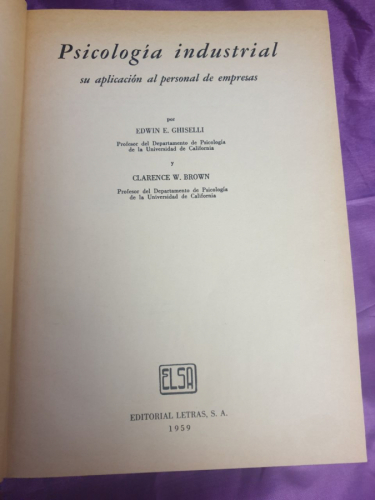 Psicología industrial
su aplicación al personal de empresas
por
EDWIN E. GHISELLI
Profesor del Departamento de Psicología
de la Universidad de California
y
CLARENCE W. BROWN
Profesor del Departamento de Psicología
de la Universidad de California
ELSA
EDITORIAL LETRAS, S. A.
1959